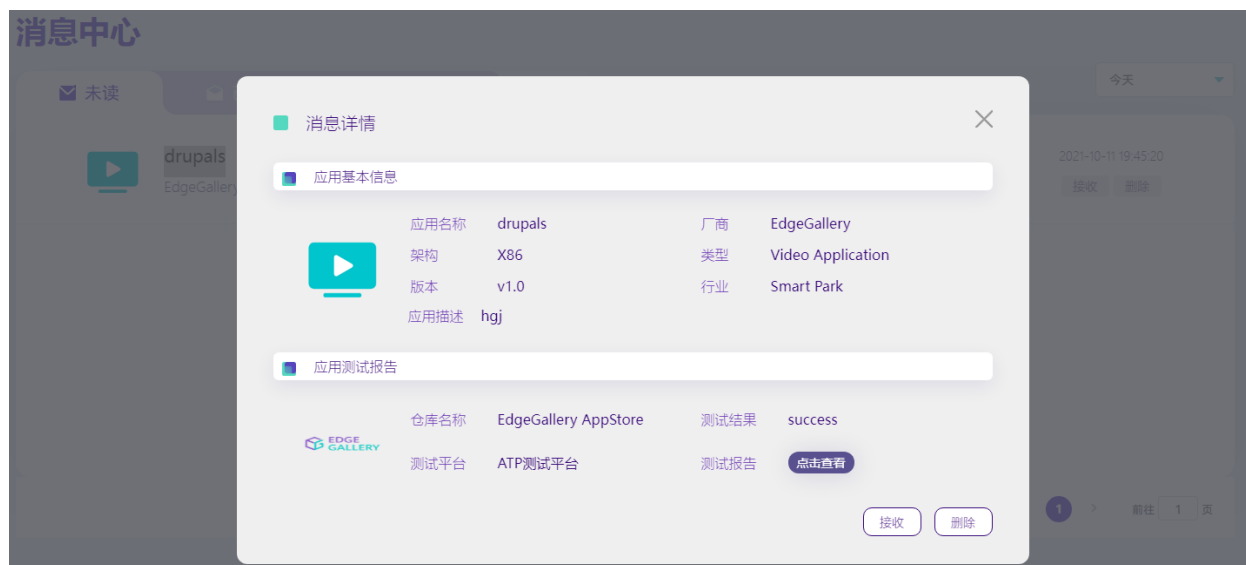 消息中心
未读
今天
drupals
EdgeGallery
2021-10-11 19:45:20
接收 删除
消息详情
应用基本信息
应用名称 drupals 厂商 EdgeGallery
架构 X86 类型 Video Application
版本 v1.0 行业 Smart Park
应用描述 hgj
应用测试报告
EDGE
GALLERY
仓库名称 EdgeGallery AppStore 测试结果 success
测试平台 ATP测试平台 测试报告 点击查看
接收 删除
1 > 前往 1 页